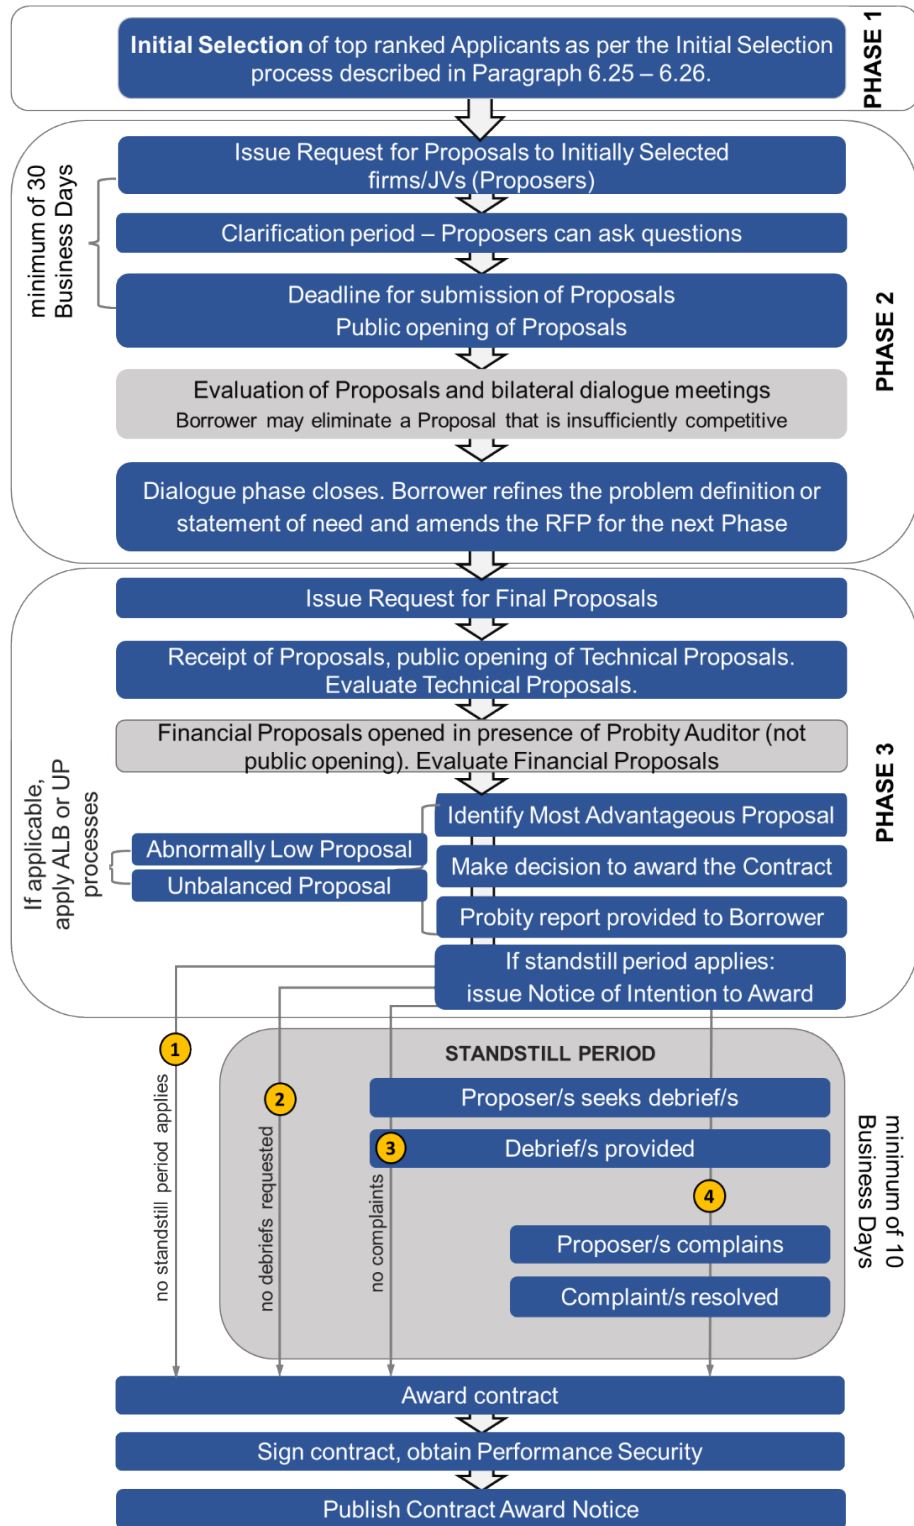 Initial Selection of top ranked Applicants as per the Initial Selection
process described in Paragraph 6.25 – 6.26.
PHASE 1
Issue Request for Proposals to Initially Selected
firms/JVs (Proposers)
minimum of 30
Business Days
Clarification period – Proposers can ask questions
Deadline for submission of Proposals
Public opening of Proposals
PHASE 2
Evaluation of Proposals and bilateral dialogue meetings
Borrower may eliminate a Proposal that is insufficiently competitive
Dialogue phase closes. Borrower refines the problem definition or
statement of need and amends the RFP for the next Phase
Issue Request for Final Proposals
Receipt of Proposals, public opening of Technical Proposals.
Evaluate Technical Proposals.
Financial Proposals opened in presence of Probity Auditor (not
public opening). Evaluate Financial Proposals
PHASE 3
If applicable,
apply ALB or UP
processes
Abnormally Low Proposal
Unbalanced Proposal
Identify Most Advantageous Proposal
Make decision to award the Contract
Probity report provided to Borrower
If standstill period applies:
issue Notice of Intention to Award
1
no standstill period applies
2
no debriefs requested
3
no complaints
STANDSTILL PERIOD
Proposer/s seeks debrief/s
Debrief/s provided
4
Proposer/s complains
Complaint/s resolved
minimum of 10
Business Days
Award contract
Sign contract, obtain Performance Security
Publish Contract Award Notice